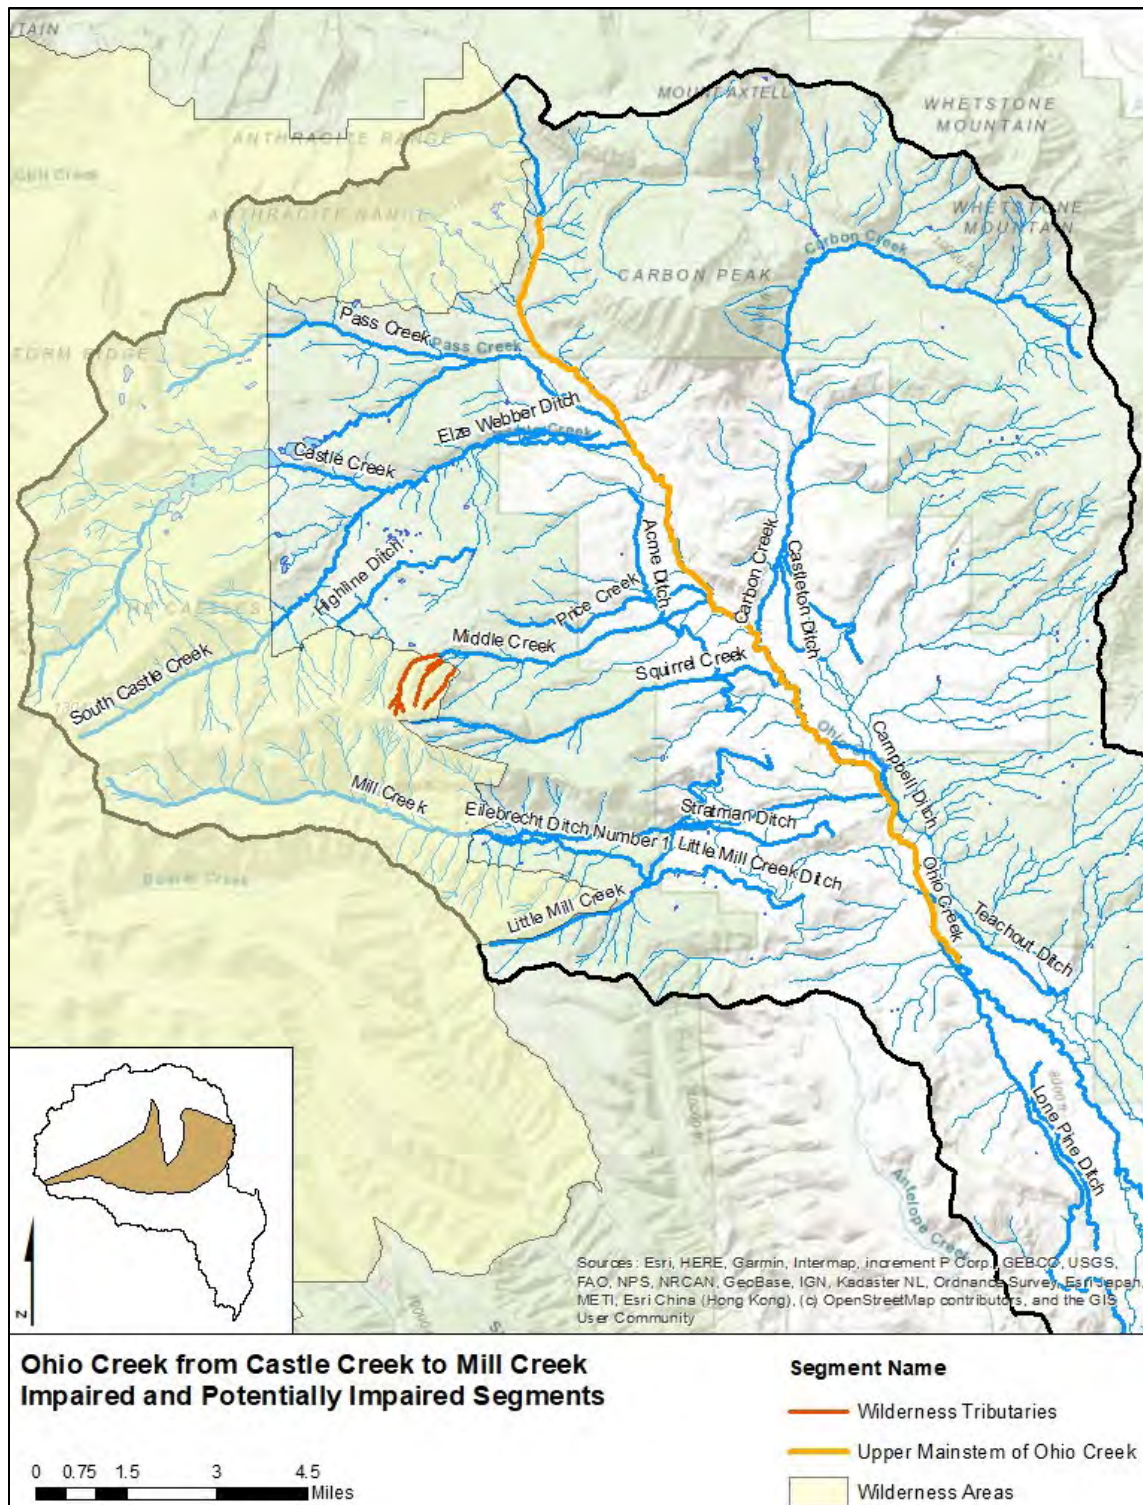 TAIN
MOUNT AXTELL
WHETSTONE
MOUNTAIN
ANTHRACITE RANGE
ANTHRACITE RANGE
WHETSTONE
MOUNTAIN
Carbon Creek
CARBON PEAK
Pass Creek
Pass Creek
Elze Webber Ditch
Castle Creek
Acme Ditch
Carbon Creek
Castleton Ditch
Highline Ditch
Price Creek
Middle Creek
Squirrel Creek
South Castle Creek
Mill Creek
Campbell Ditch
Stratman Ditch
Eilebrecht Ditch Number 1
Little Mill Creek Ditch
Little Mill Creek
Ohio Creek
Teachout Ditch
Lone Pine Ditch
Antelope Creek
Z
Sources: Esri, HERE, Garmin, Intermap, increment P Corp., GEBCO, USGS,
FAO, NPS, NRCAN, GeoBase, IGN, Kadaster NL, Ordnance Survey, Esri Japan,
METI, Esri China (Hong Kong), (c) OpenStreetMap contributors, and the GIS
User Community
Ohio Creek from Castle Creek to Mill Creek
Impaired and Potentially Impaired Segments
0 0.75 1.5 3 4.5
Miles
Segment Name
Wilderness Tributaries
Upper Mainstem of Ohio Creek
Wilderness Areas